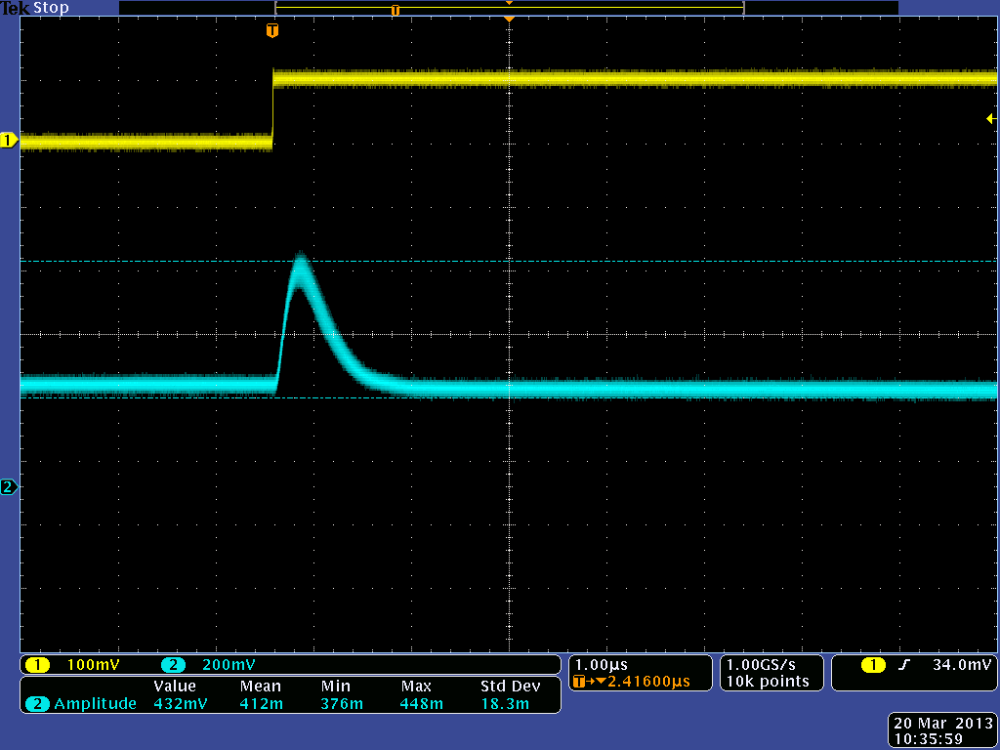 Tek Stop
T
T
1
2
1 100mV 2 200mV
1.00µs
T→▼2.41600µs
1.00GS/s
10k points
1 34.0mV
Value Mean Min Max Std Dev
2 Amplitude 432mV 412m 376m 448m 18.3m
20 Mar 2013
10:35:59